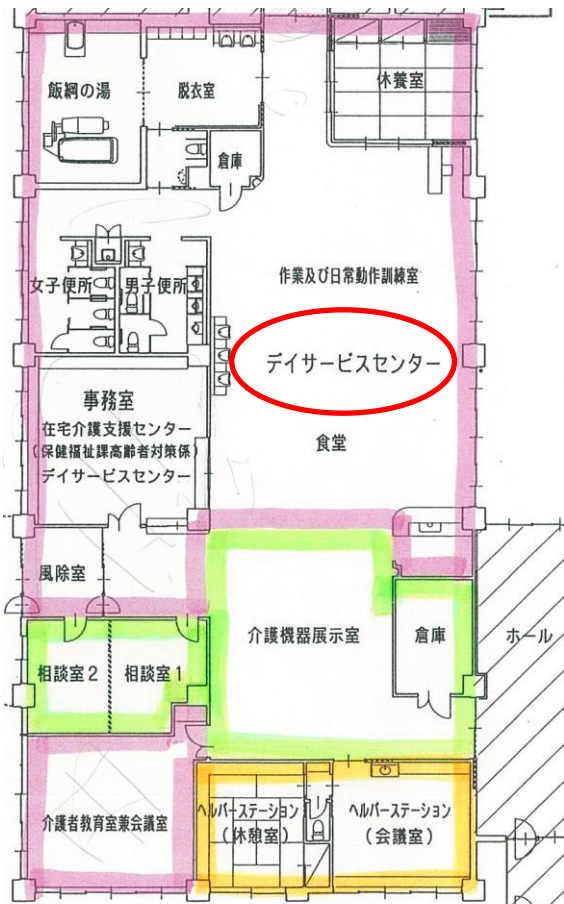 飯綱の湯
脱衣室
休養室
倉庫
作業及び日常動作訓練室
女子便所
男子便所
デイサービスセンター
事務室
在宅介護支援センター
(保健福祉課高齢者対策係)
デイサービスセンター
食堂
風除室
介護機器展示室
倉庫
ホール
相談室2
相談室1
介護者教育室兼会議室
ヘルパーステーション
(休憩室)
ヘルパーステーション
(会議室)